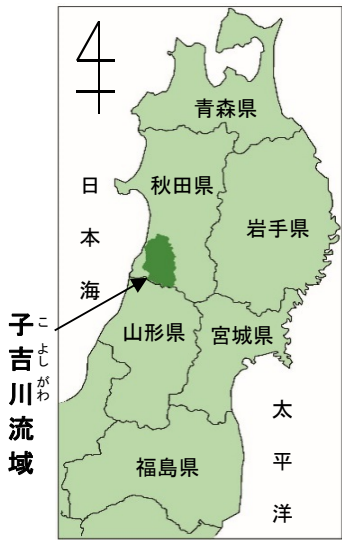 青森県
秋田県
岩手県
日本海
山形県
宮城県
子吉川流域
こよしがわ
太平洋
福島県